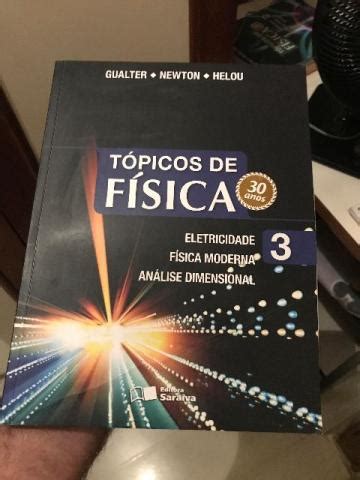 GUALTER ◆ NEWTON ◆ HELOU
TÓPICOS DE
FÍSICA
30
anos
ELETRICIDADE
FÍSICA MODERNA
ANÁLISE DIMENSIONAL
3
Editora
Saraiva